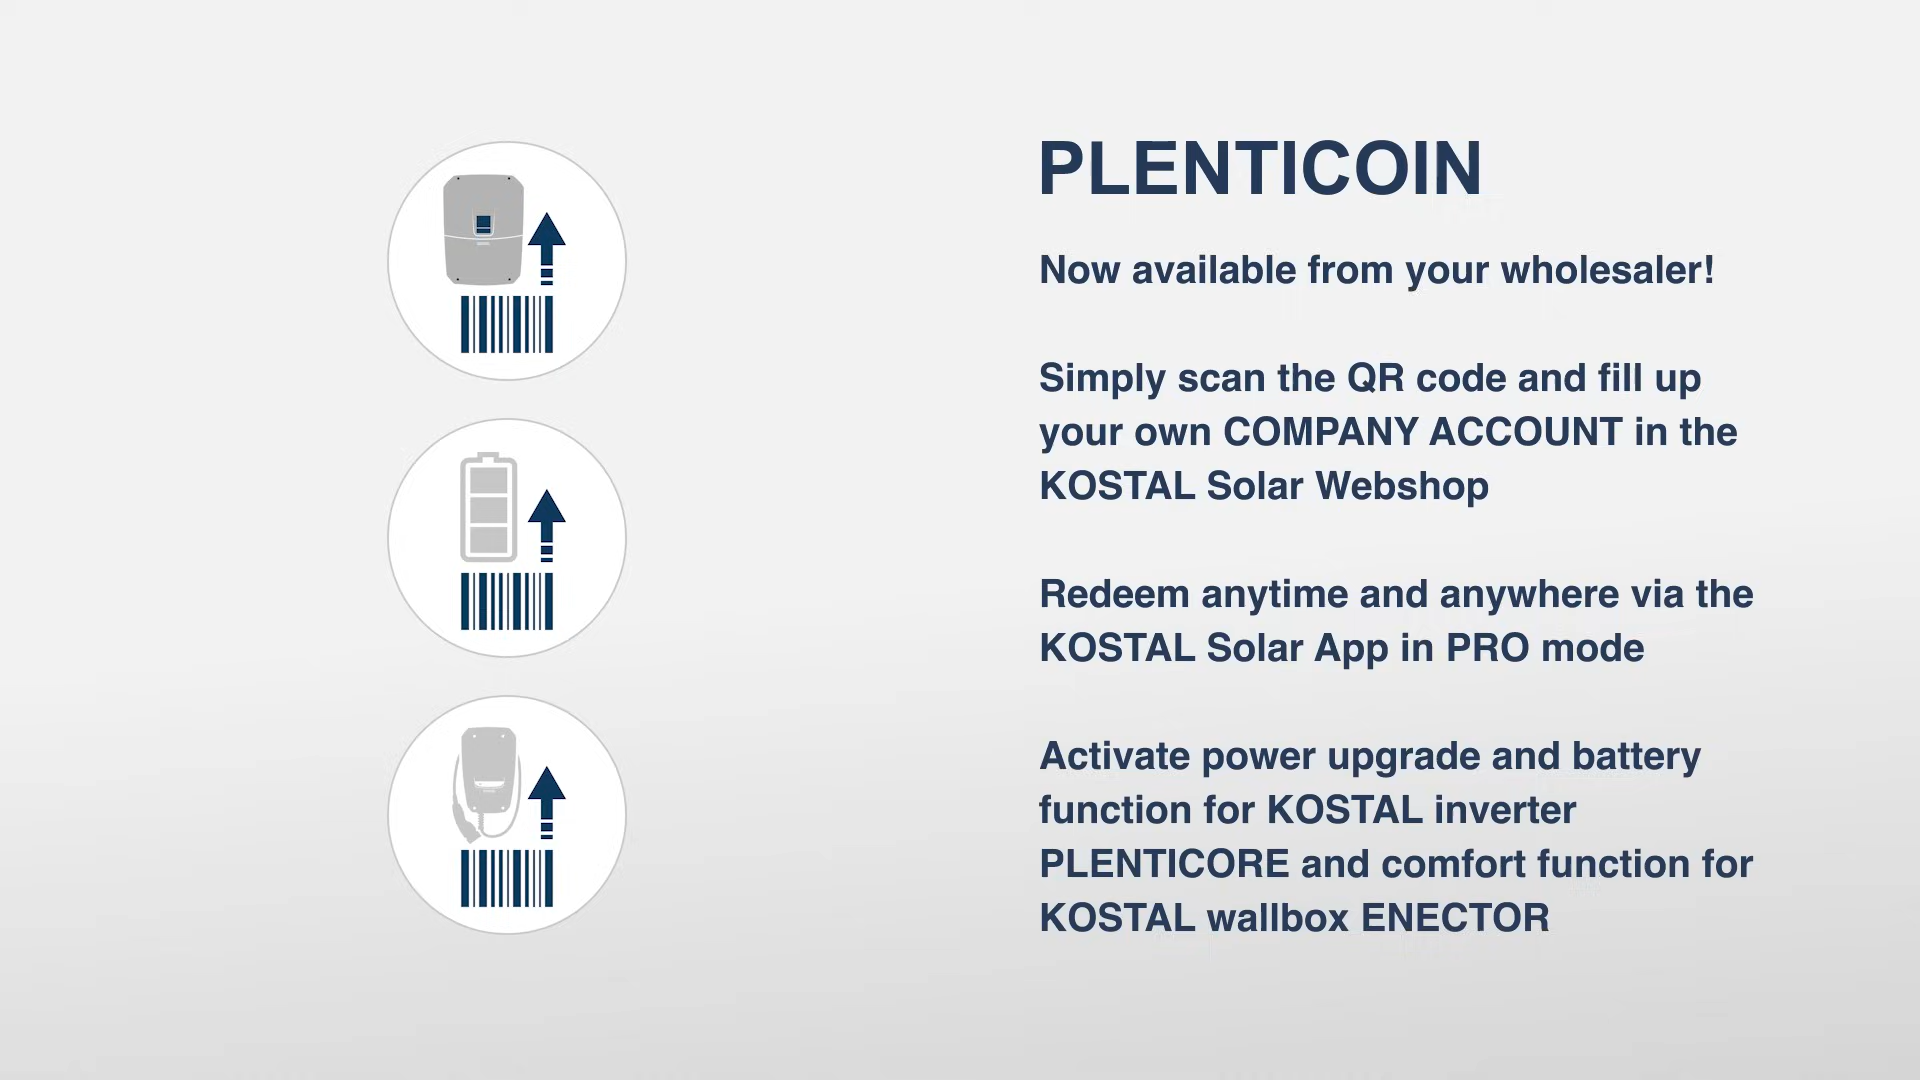 PLENTICOIN
Now available from your wholesaler!
Simply scan the QR code and fill up
your own COMPANY ACCOUNT in the
KOSTAL Solar Webshop
Redeem anytime and anywhere via the
KOSTAL Solar App in PRO mode
Activate power upgrade and battery
function for KOSTAL inverter
PLENTICORE and comfort function for
KOSTAL wallbox ENECTOR